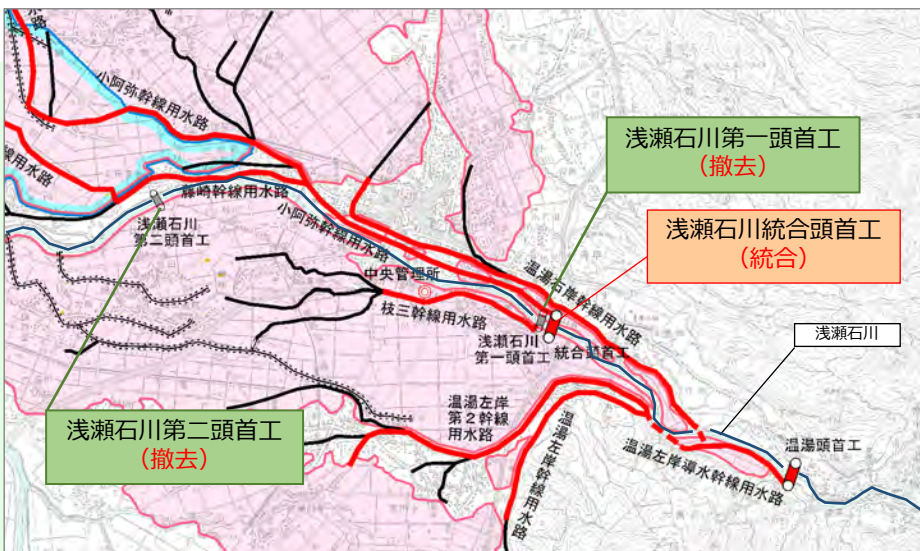 小阿弥幹線用水路
線用水路
藤崎幹線用水路
浅瀬石川
第二頭首工
小阿弥幹線用水路
中央管理所
枝三幹線用水路
浅瀬石川
第一頭首工
統合頭首工
温湯右岸幹線用水路
浅瀬石川第一頭首工
(撤去)
浅瀬石川統合頭首工
(統合)
浅瀬石川
温湯頭首工
温湯左岸導水幹線用水路
温湯左岸
第2幹線
用水路
温湯左岸幹線用水路
浅瀬石川第二頭首工
(撤去)